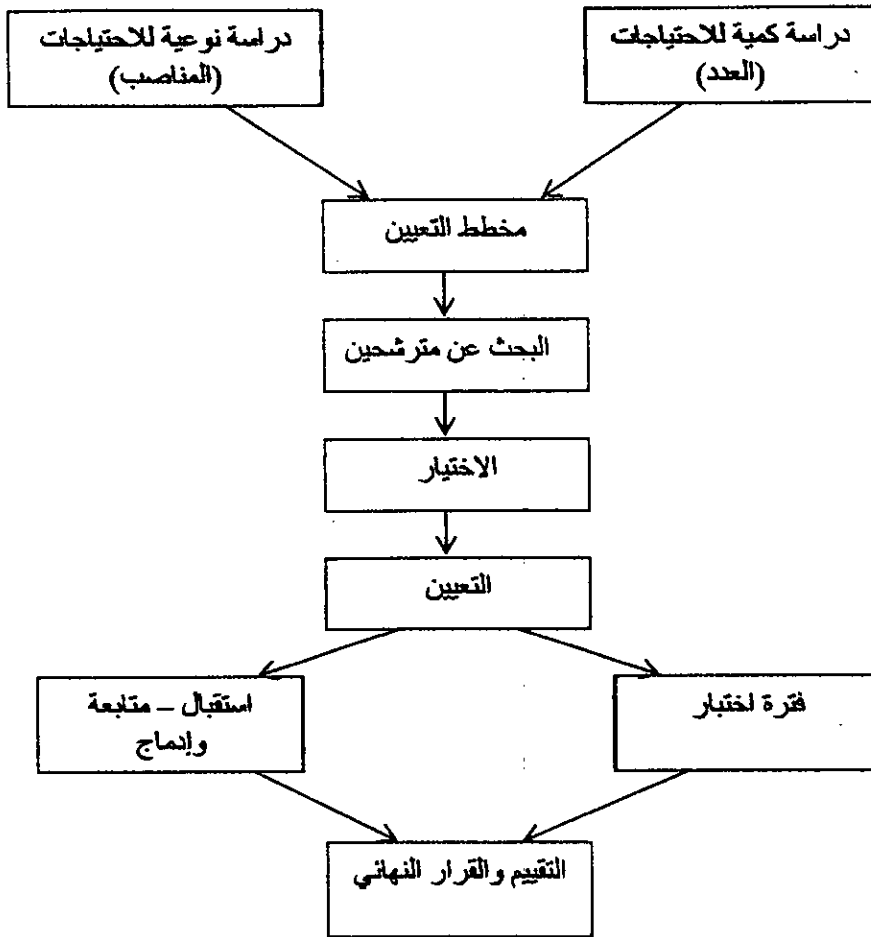 دراسة كمية للاحتياجات
(العدد)
دراسة نوعية للاحتياجات
(المناصب)
مخطط التعيين
البحث عن مترشحين
الاختيار
التعيين
فترة اختبار
استقبال – متابعة
وإدماج
التقييم والقرار النهائي